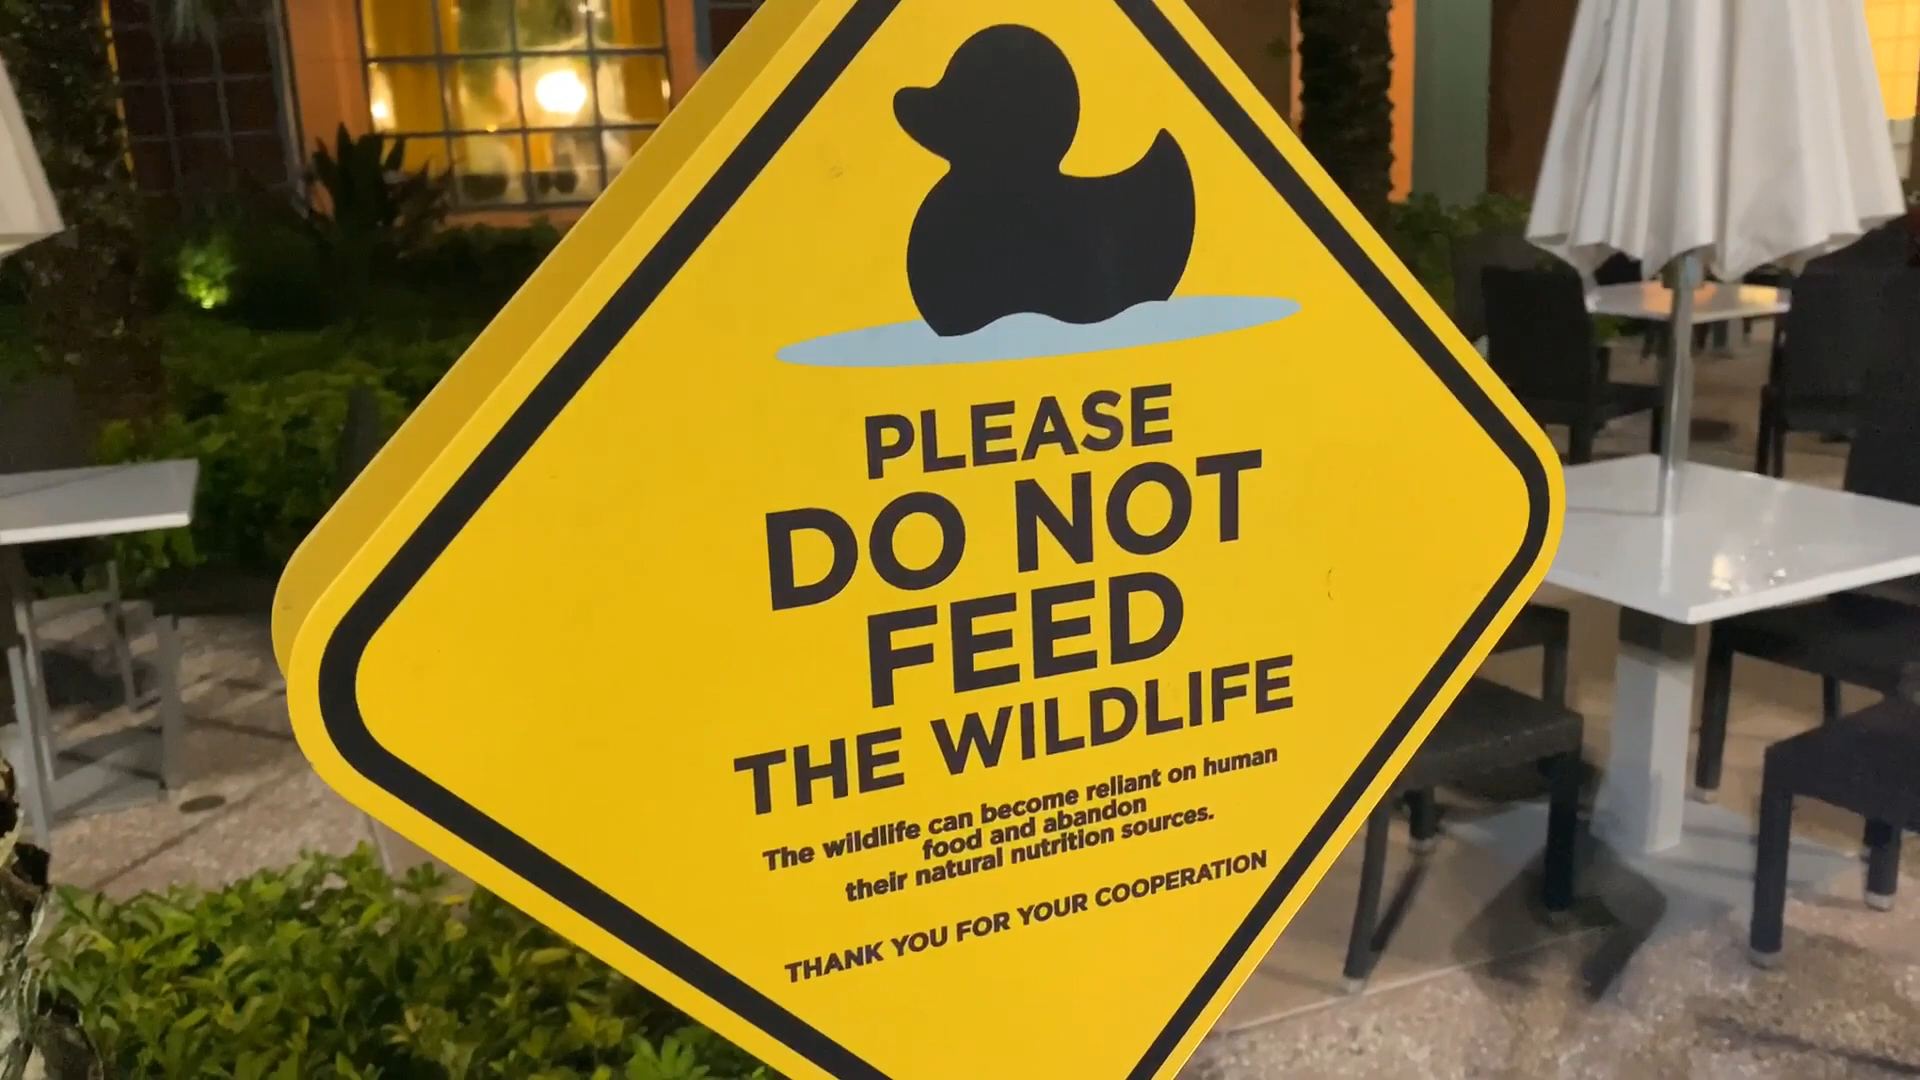 PLEASE
DO NOT
FEED
THE WILDLIFE
The wildlife can become reliant on human
food and abandon
their natural nutrition sources.
THANK YOU FOR YOUR COOPERATION